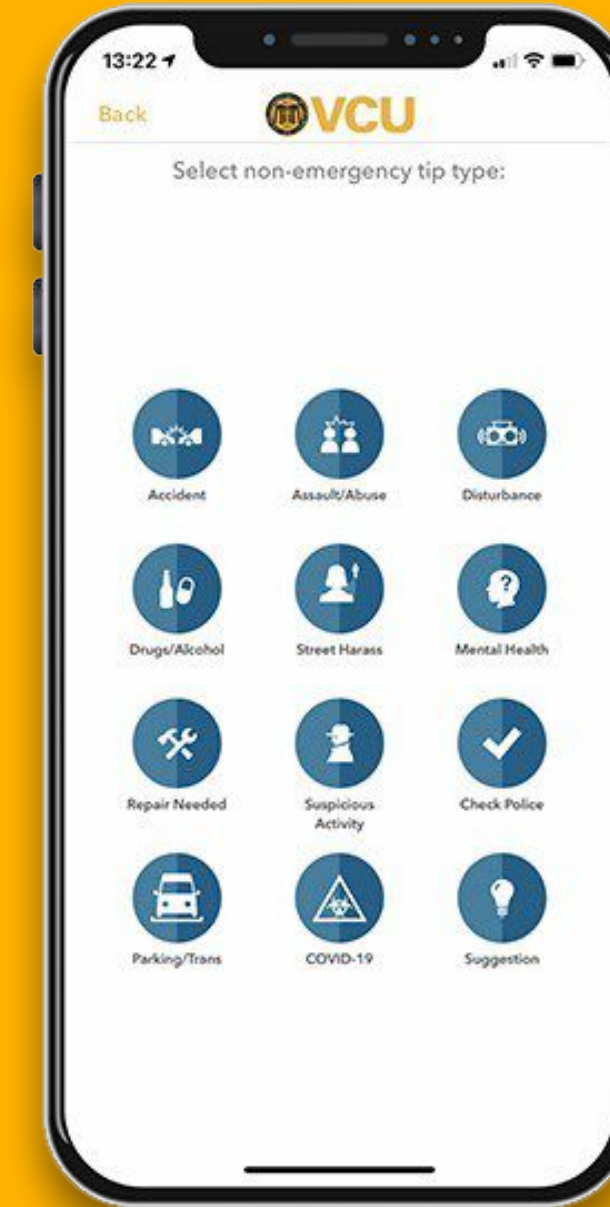 13:22
Back
VCU
Select non-emergency tip type:
Accident
Assault/Abuse
Disturbance
Drugs/Alcohol
Street Harass
Mental Health
Repair Needed
Suspicious
Activity
Check Police
Parking/Trans
COVID-19
Suggestion